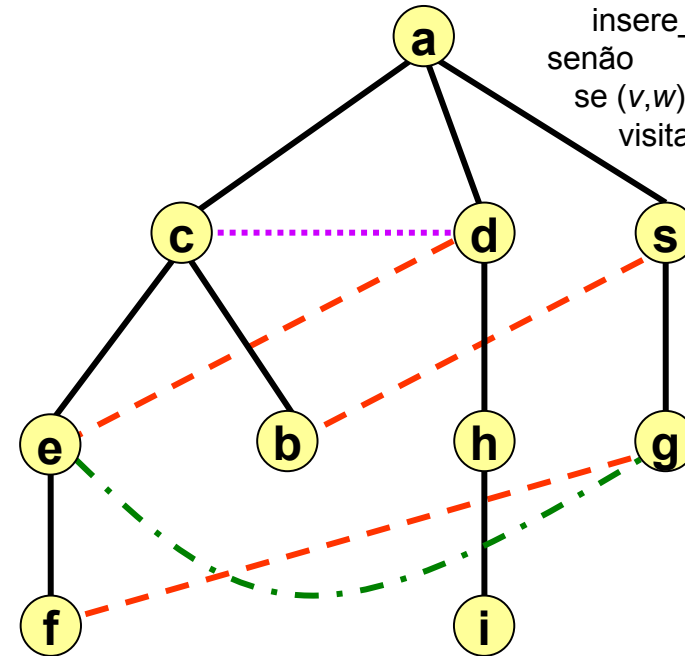 a
insere_
senão
se (v,w)
visita
c d s
e b h g
f i